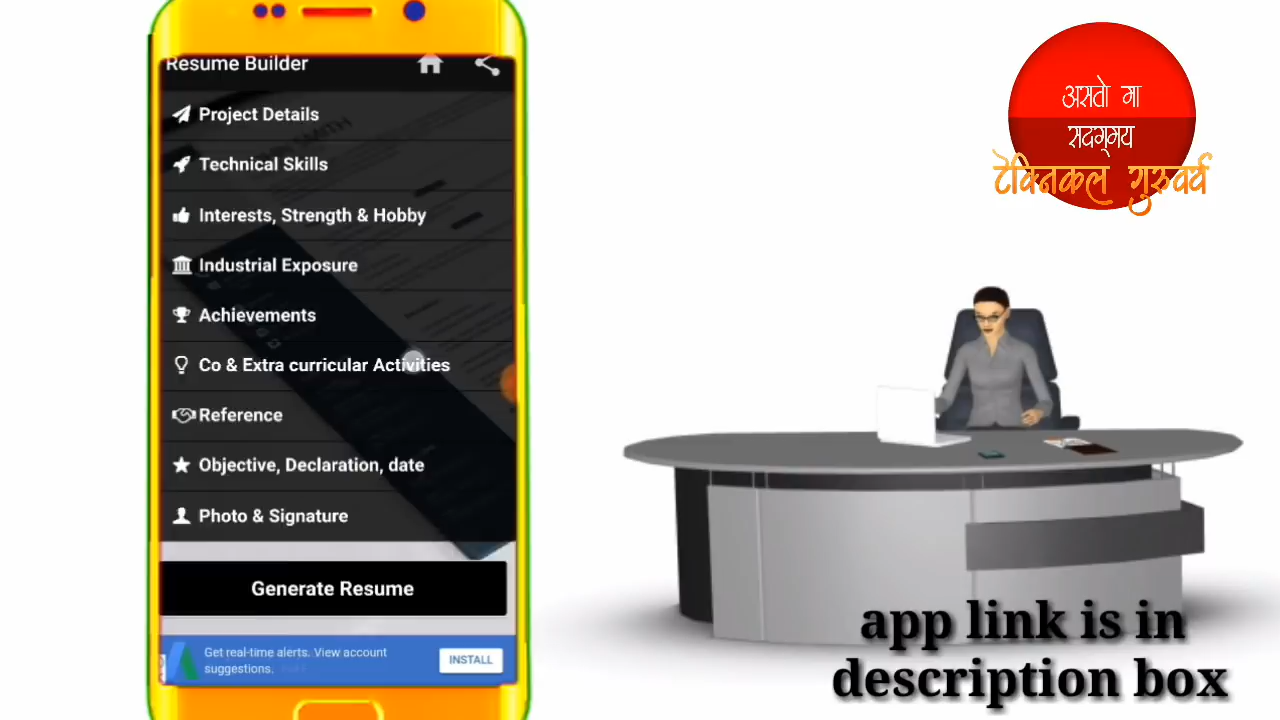 Resume Builder
Project Details
Technical Skills
Interests, Strength & Hobby
Industrial Exposure
Achievements
Co & Extra curricular Activities
Reference
Objective, Declaration, date
Photo & Signature
Generate Resume
Get real-time alerts. View account
suggestions.
INSTALL
असतो मा
सदग्मय
टेक्निकल गुरुवर्य
app link is in
description box